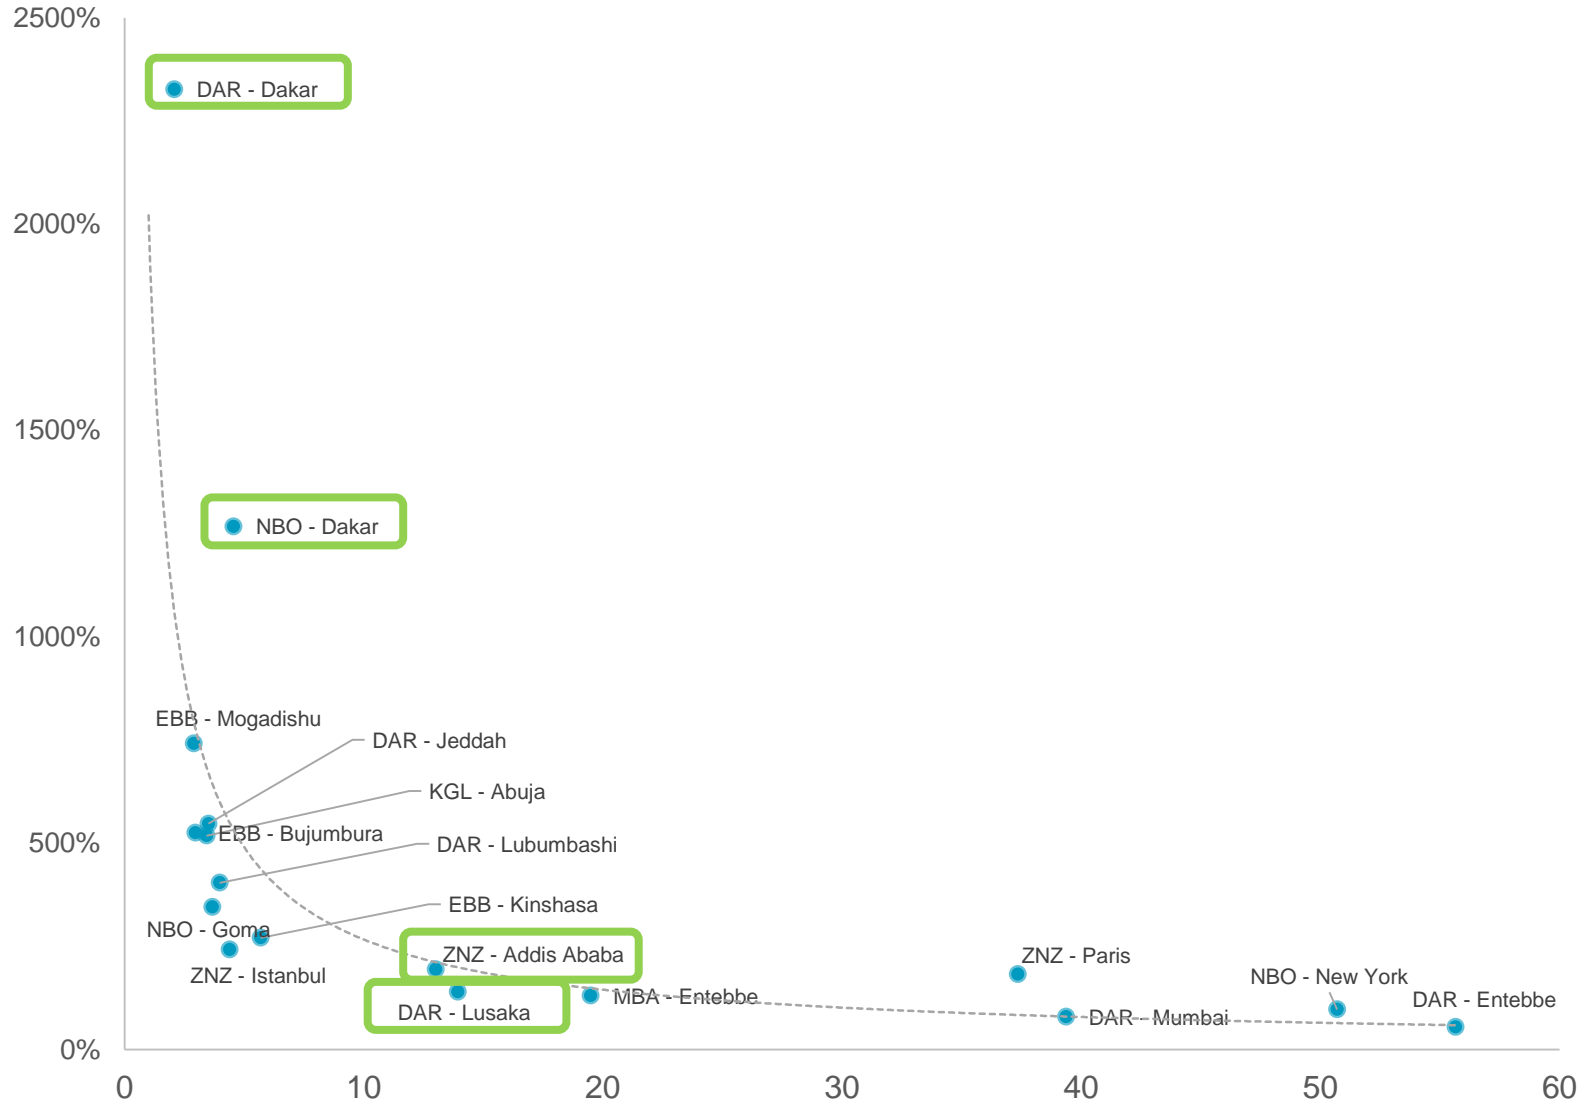 2500%
DAR - Dakar
2000%
1500%
NBO - Dakar
1000%
EBB - Mogadishu
DAR - Jeddah
KGL - Abuja
EBB - Bujumbura
500%
DAR - Lubumbashi
EBB - Kinshasa
NBO - Goma
ZNZ - Addis Ababa
ZNZ - Paris
ZNZ - Istanbul
NBO - New York
MBA - Entebbe
DAR - Entebbe
DAR - Lusaka
DAR - Mumbai
0%
0 10 20 30 40 50 60